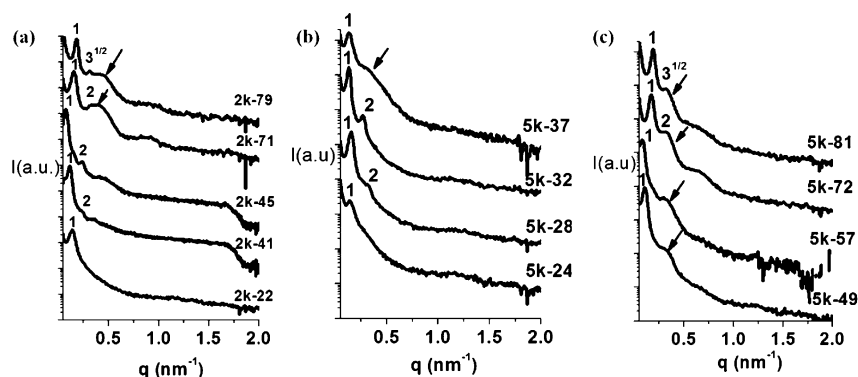 (a)
1
3^1/2
1
2
1
2
1
2
1
2k-79
2k-71
2k-45
2k-41
2k-22
I(a.u.)
0.5 1.0 1.5 2.0
q (nm^-1)
(b)
1
1
2
1
2
1
5k-37
5k-32
5k-28
5k-24
I(a.u)
0.5 1.0 1.5 2.0
q (nm^-1)
(c)
1
3^1/2
1
2
1
1
5k-81
5k-72
5k-57
5k-49
I(a.u)
0.5 1.0 1.5 2.0
q (nm^-1)